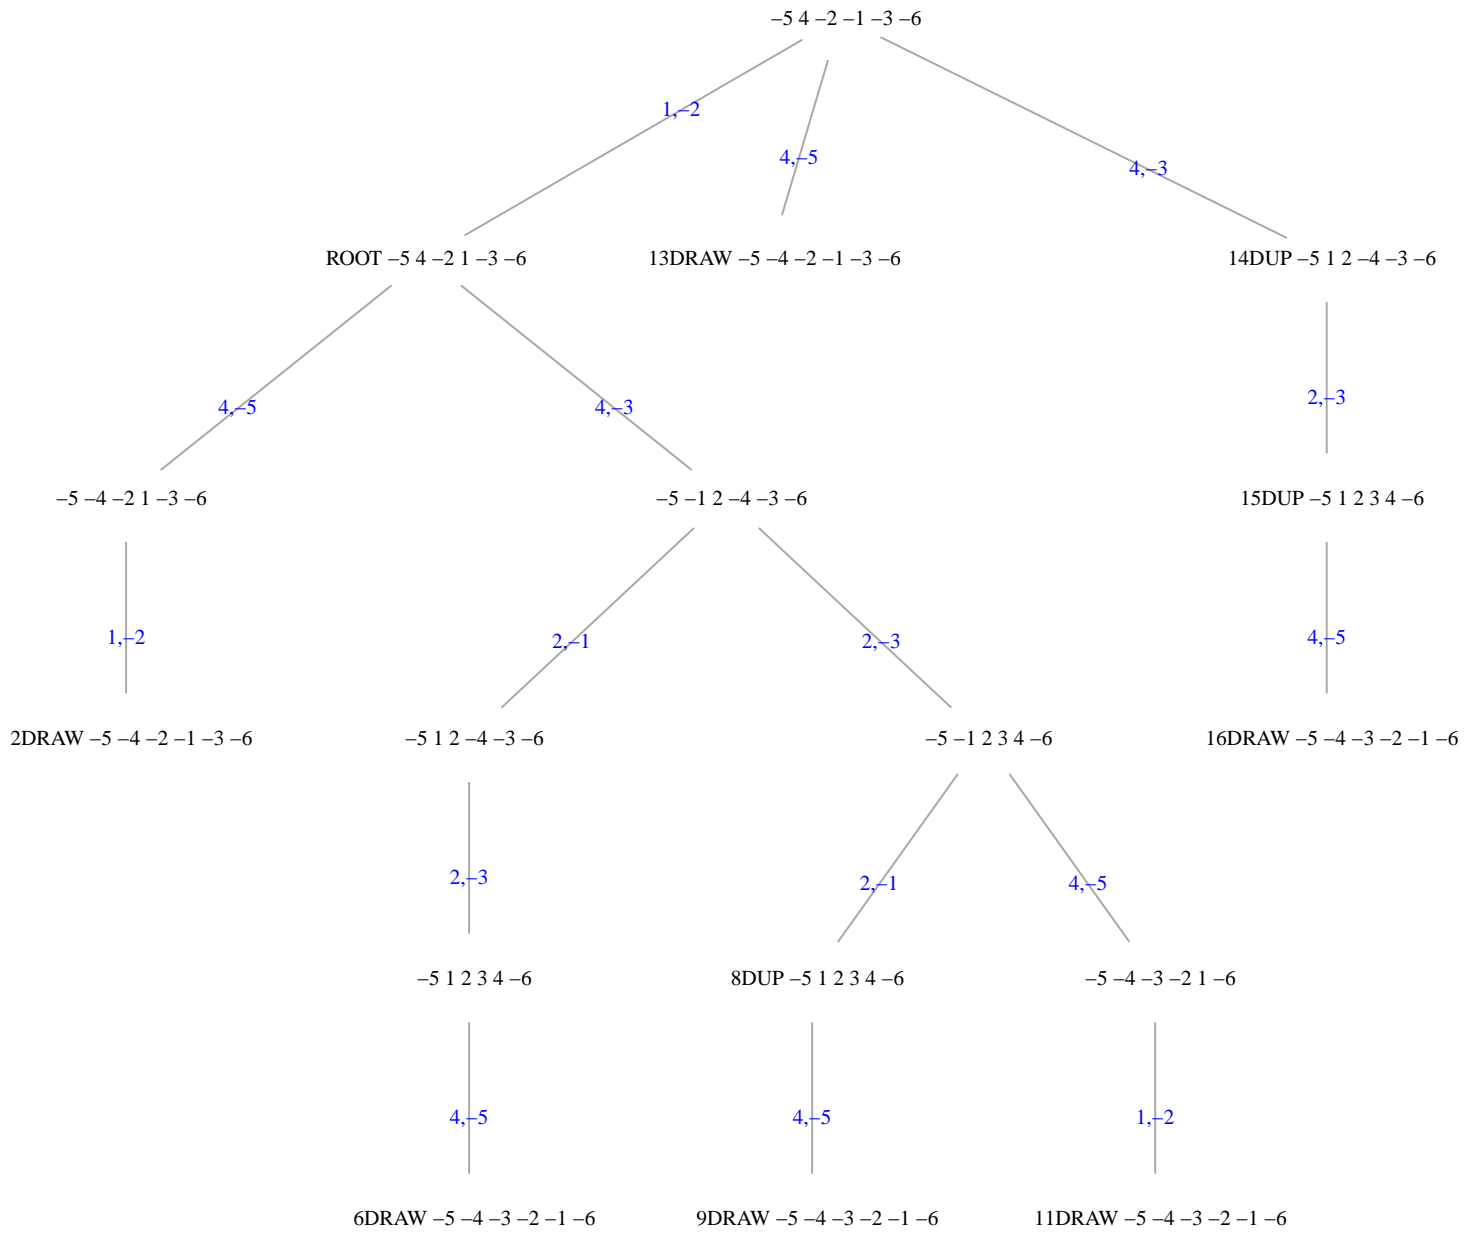 –5 4 –2 –1 –3 –6
1,–2
4,–5
4,–3
ROOT –5 4 –2 1 –3 –6
13DRAW –5 –4 –2 –1 –3 –6
14DUP –5 1 2 –4 –3 –6
4,–5
4,–3
2,–3
–5 –4 –2 1 –3 –6
–5 –1 2 –4 –3 –6
15DUP –5 1 2 3 4 –6
1,–2
2,–1
2,–3
4,–5
2DRAW –5 –4 –2 –1 –3 –6
–5 1 2 –4 –3 –6
–5 –1 2 3 4 –6
16DRAW –5 –4 –3 –2 –1 –6
2,–3
2,–1
4,–5
–5 1 2 3 4 –6
8DUP –5 1 2 3 4 –6
–5 –4 –3 –2 1 –6
4,–5
4,–5
1,–2
6DRAW –5 –4 –3 –2 –1 –6
9DRAW –5 –4 –3 –2 –1 –6
11DRAW –5 –4 –3 –2 –1 –6